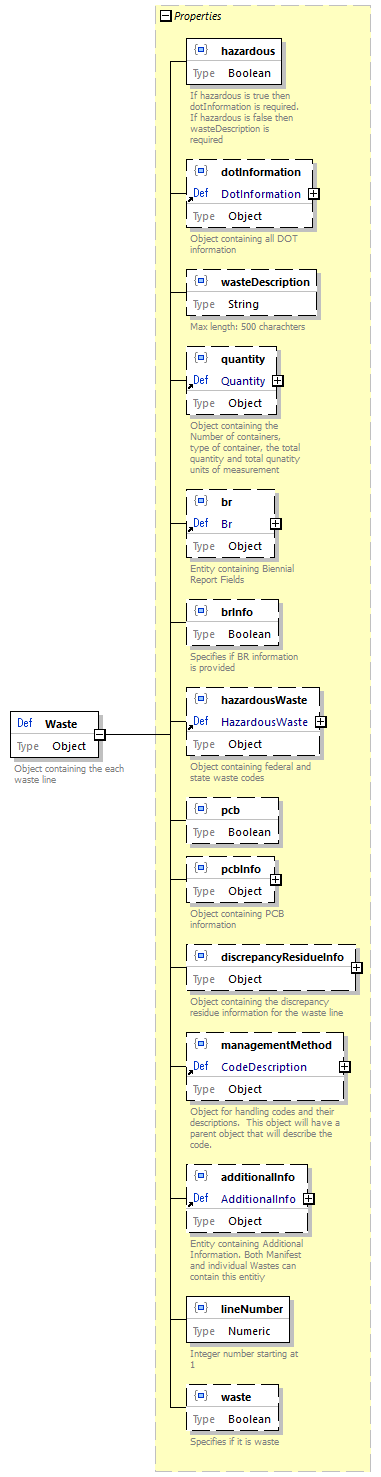 Properties
hazardous
Type Boolean
If hazardous is true then
dotInformation is required.
If hazardous is false then
wasteDescription is
required
dotInformation
Def DotInformation
Type Object
Object containing all DOT
information
wasteDescription
Type String
Max length: 500 charachters
quantity
Def Quantity
Type Object
Object containing the
Number of containers,
type of container, the total
quantity and total qunatity
units of measurement
br
Def Br
Type Object
Entity containing Biennial
Report Fields
brInfo
Type Boolean
Specifies if BR information
is provided
Def Waste
Type Object
Object containing the each
waste line
hazardousWaste
Def HazardousWaste
Type Object
Object containing federal and
state waste codes
pcb
Type Boolean
pcbInfo
Type Object
Object containing PCB
information
discrepancyResidueInfo
Type Object
Object containing the discrepancy
residue information for the waste line
managementMethod
Def CodeDescription
Type Object
Object for handling codes and their
descriptions. This object will have a
parent object that will describe the
code.
additionalInfo
Def AdditionalInfo
Type Object
Entity containing Additional
Information. Both Manifest
and individual Wastes can
contain this entitiy
lineNumber
Type Numeric
Integer number starting at
1
waste
Type Boolean
Specifies if it is waste